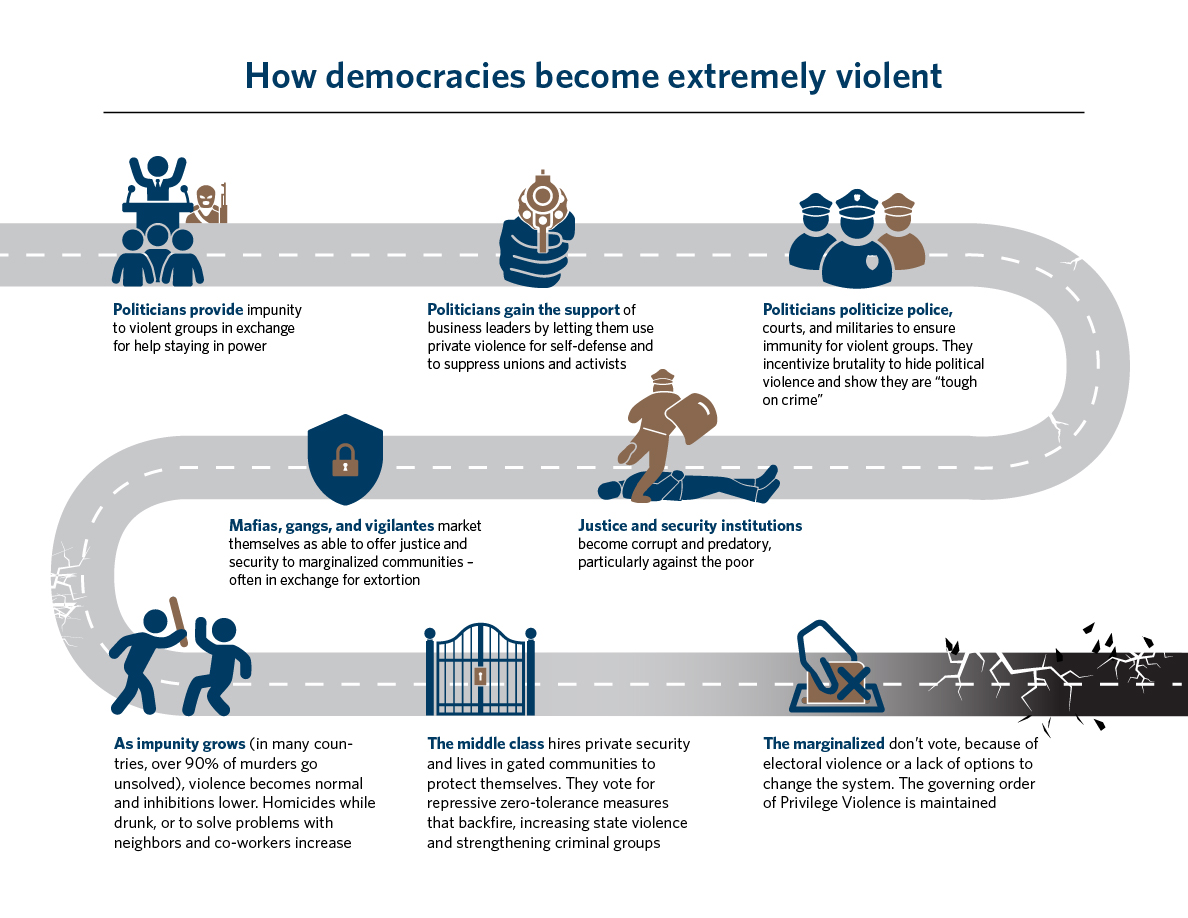 How democracies become extremely violent
Politicians provide impunity
to violent groups in exchange
for help staying in power
Politicians gain the support of
business leaders by letting them use
private violence for self-defense and
to suppress unions and activists
Politicians politicize police,
courts, and militaries to ensure
immunity for violent groups. They
incentivize brutality to hide political
violence and show they are “tough
on crime”
Justice and security institutions
become corrupt and predatory,
particularly against the poor
Mafias, gangs, and vigilantes market
themselves as able to offer justice and
security to marginalized communities –
often in exchange for extortion
As impunity grows (in many coun-
tries, over 90% of murders go
unsolved), violence becomes normal
and inhibitions lower. Homicides while
drunk, or to solve problems with
neighbors and co-workers increase
The middle class hires private security
and lives in gated communities to
protect themselves. They vote for
repressive zero-tolerance measures
that backfire, increasing state violence
and strengthening criminal groups
The marginalized don’t vote, because of
electoral violence or a lack of options to
change the system. The governing order
of Privilege Violence is maintained